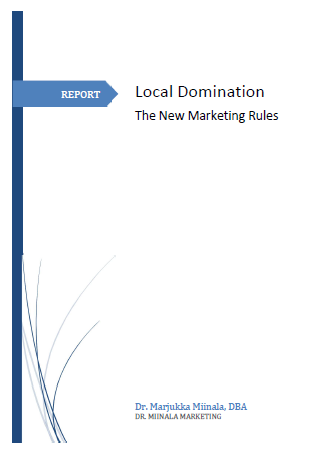 REPORT
Local Domination
The New Marketing Rules
Dr. Marjukka Miinala, DBA
DR. MIINALA MARKETING